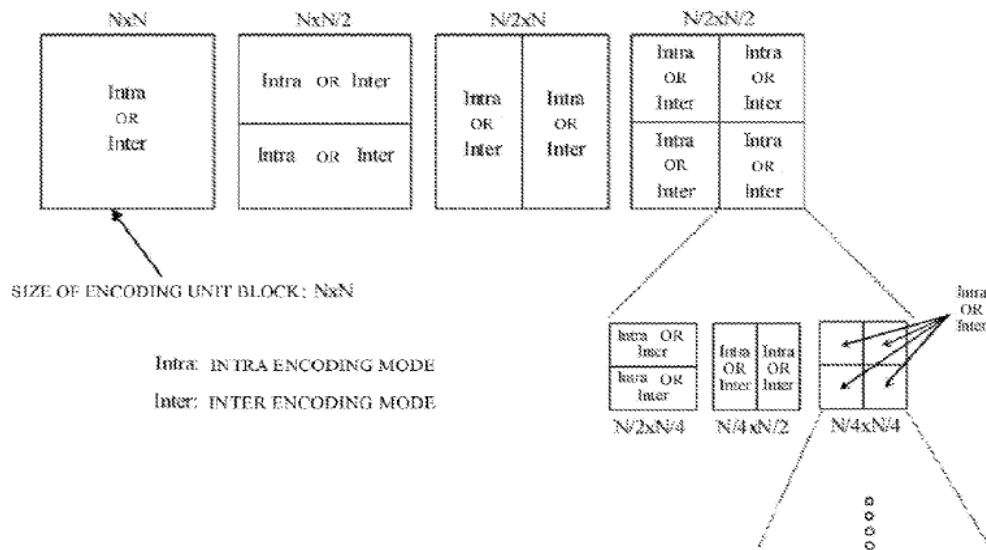 NxN
NxN/2
N/2xN
N/2xN/2
Intra
OR
Inter
Intra OR Inter
Intra OR Inter
Intra
OR
Inter
Intra
OR
Inter
Intra
OR
Inter
Intra
OR
Inter
Intra
OR
Inter
Intra
OR
Inter
SIZE OF ENCODING UNIT BLOCK: NxN
Intra: INTRA ENCODING MODE
Inter: INTER ENCODING MODE
Intra OR
Inter
Intra OR
Inter
Intra
OR
Inter
Intra
OR
Inter
Intra
OR
Inter
N/2xN/4
N/4xN/2
N/4xN/4